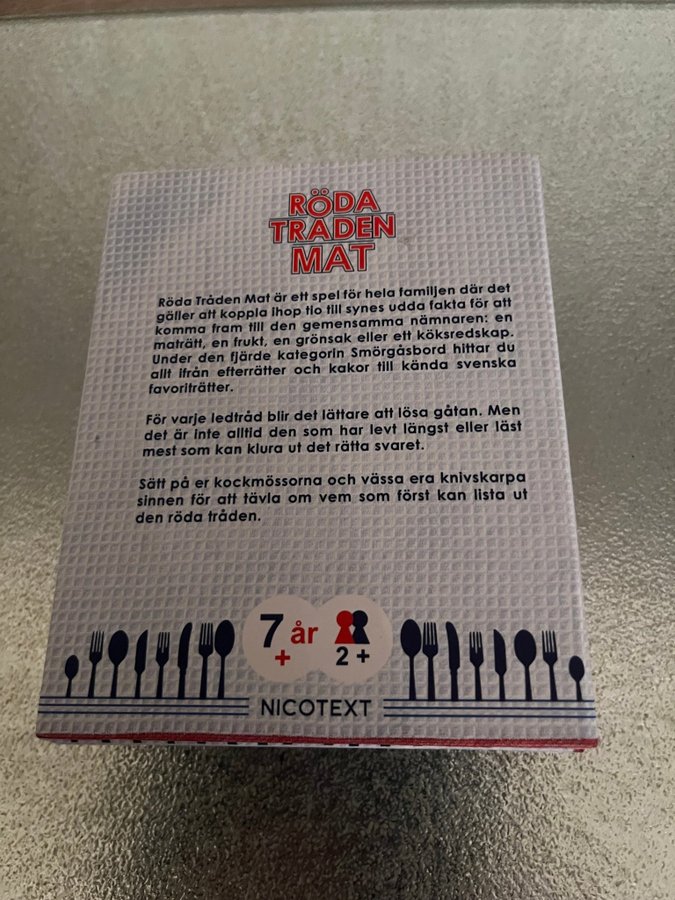 RÖDA
TRÅDEN
MAT
Röda Tråden Mat är ett spel för hela familjen där det
gäller att koppla ihop tio till synes udda fakta för att
komma fram till den gemensamma nämnaren: en
maträtt, en frukt, en grönsak eller ett köksredskap.
Under den fjärde kategorin Smörgåsbord hittar du
allt ifrån efterrätter och kakor till kända svenska
favoriträtter.
För varje ledtråd blir det lättare att lösa gåtan. Men
det är inte alltid den som har levt längst eller läst
mest som kan klura ut det rätta svaret.
Sätt på er kockmössorna och vässa era knivskarpa
sinnen för att tävla om vem som först kan lista ut
den röda tråden.
7 år
+
2 +
NICOTEXT